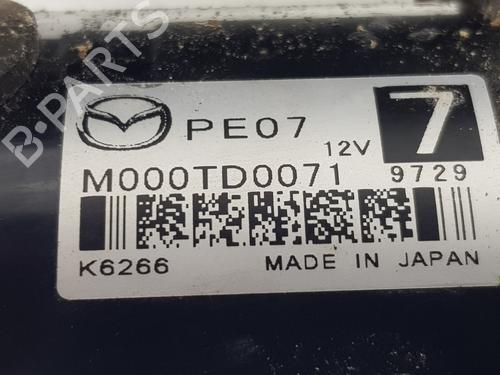 B-PARTS
PE07
12V
7
M000TD0071
9729
K6266
MADE IN JAPAN